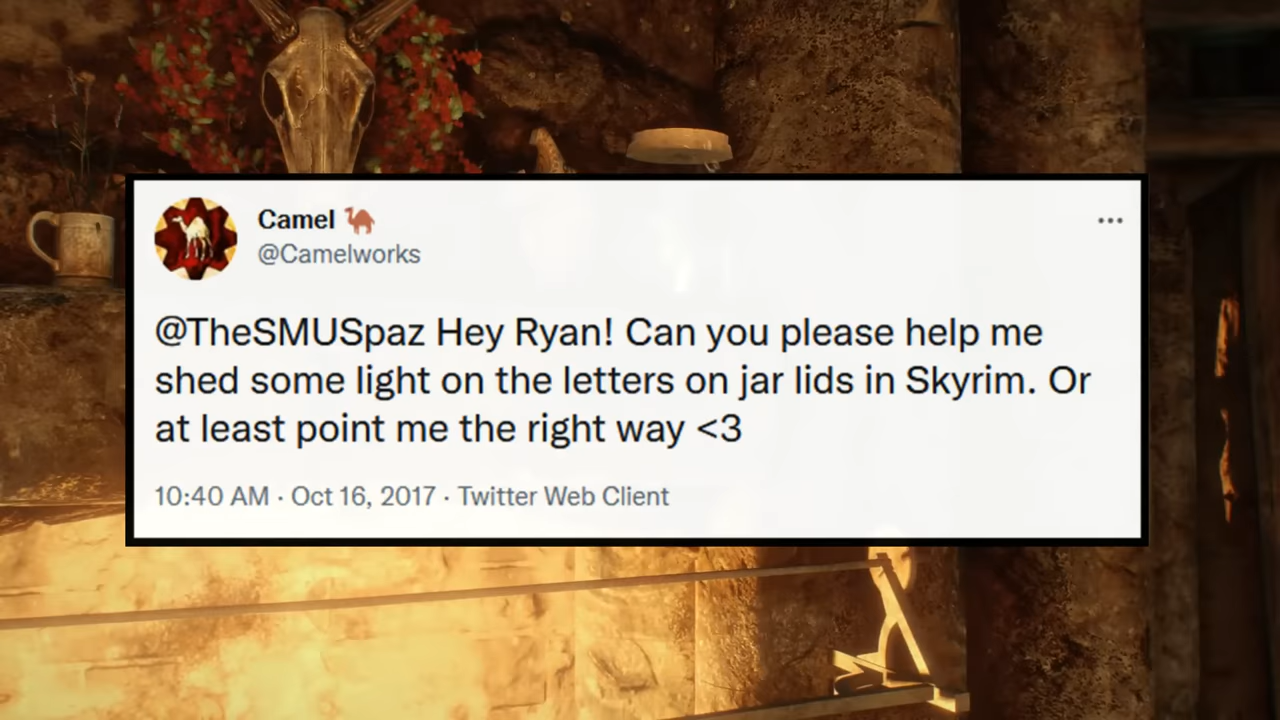 Camel 🐪
@Camelworks
@TheSMUSpaz Hey Ryan! Can you please help me
shed some light on the letters on jar lids in Skyrim. Or
at least point me the right way <3
10:40 AM · Oct 16, 2017 · Twitter Web Client